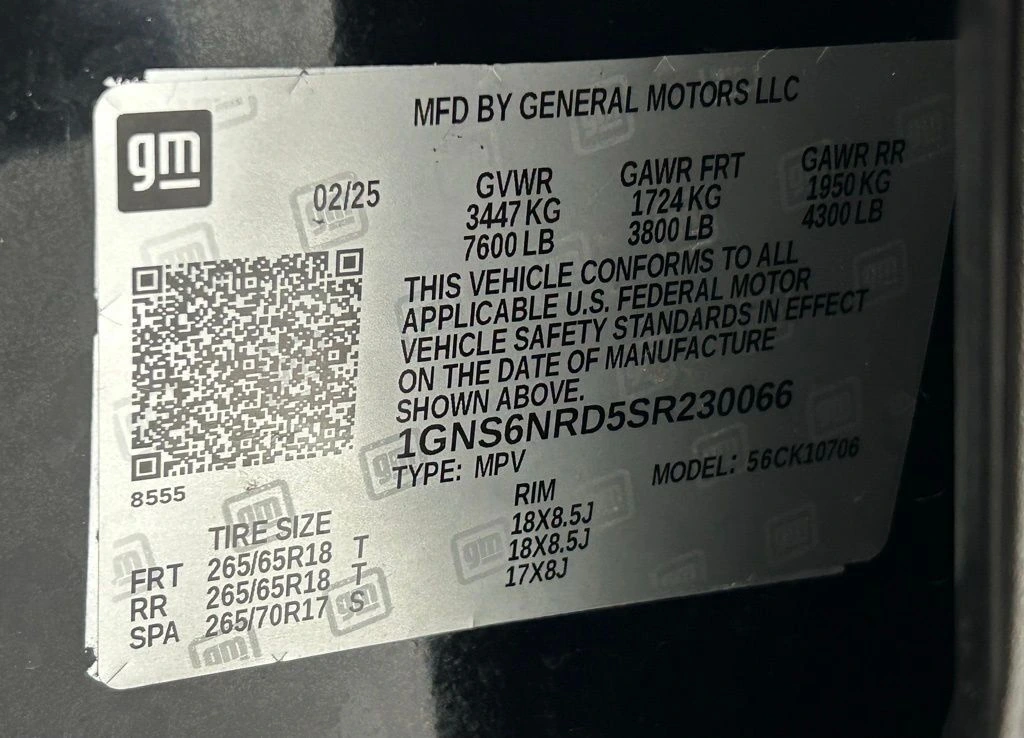 gm
MFD BY GENERAL MOTORS LLC
02/25
GVWR GAWR FRT GAWR RR
3447 KG 1724 KG 1950 KG
7600 LB 3800 LB 4300 LB
THIS VEHICLE CONFORMS TO ALL
APPLICABLE U.S. FEDERAL MOTOR
VEHICLE SAFETY STANDARDS IN EFFECT
ON THE DATE OF MANUFACTURE
SHOWN ABOVE.
1GNS6NRD5SR230066
TYPE: MPV MODEL: 56CK10706
8555
TIRE SIZE RIM
FRT 265/65R18 T 18X8.5J
RR 265/65R18 T 18X8.5J
SPA 265/70R17 S 17X8J